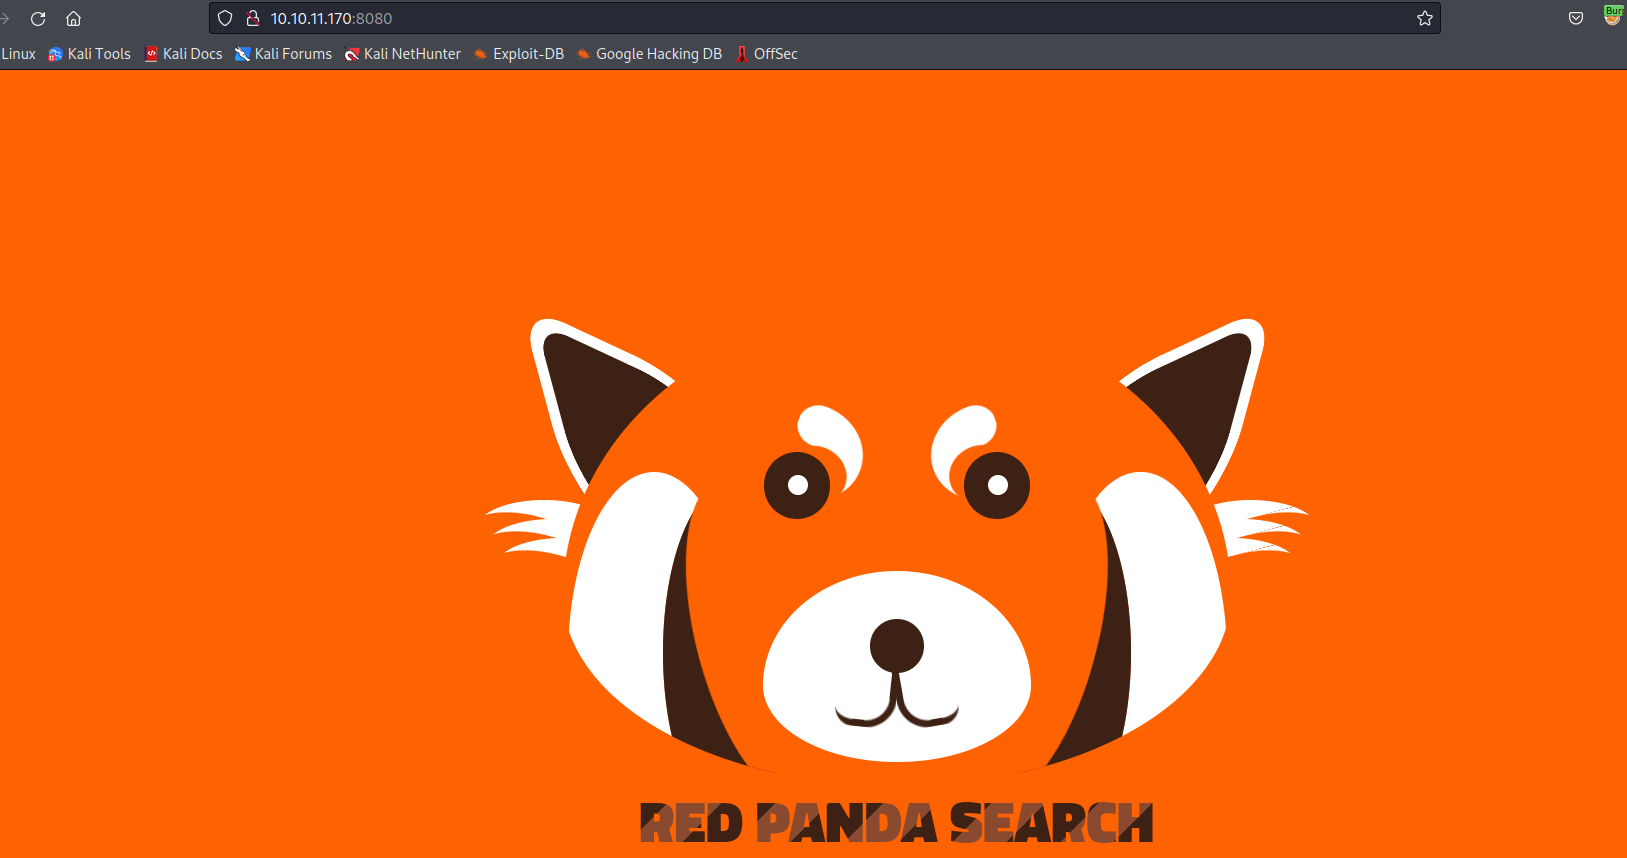 10.10.11.170:8080
Linux Kali Tools Kali Docs Kali Forums Kali NetHunter Exploit-DB Google Hacking DB OffSec
RED PANDA SEARCH